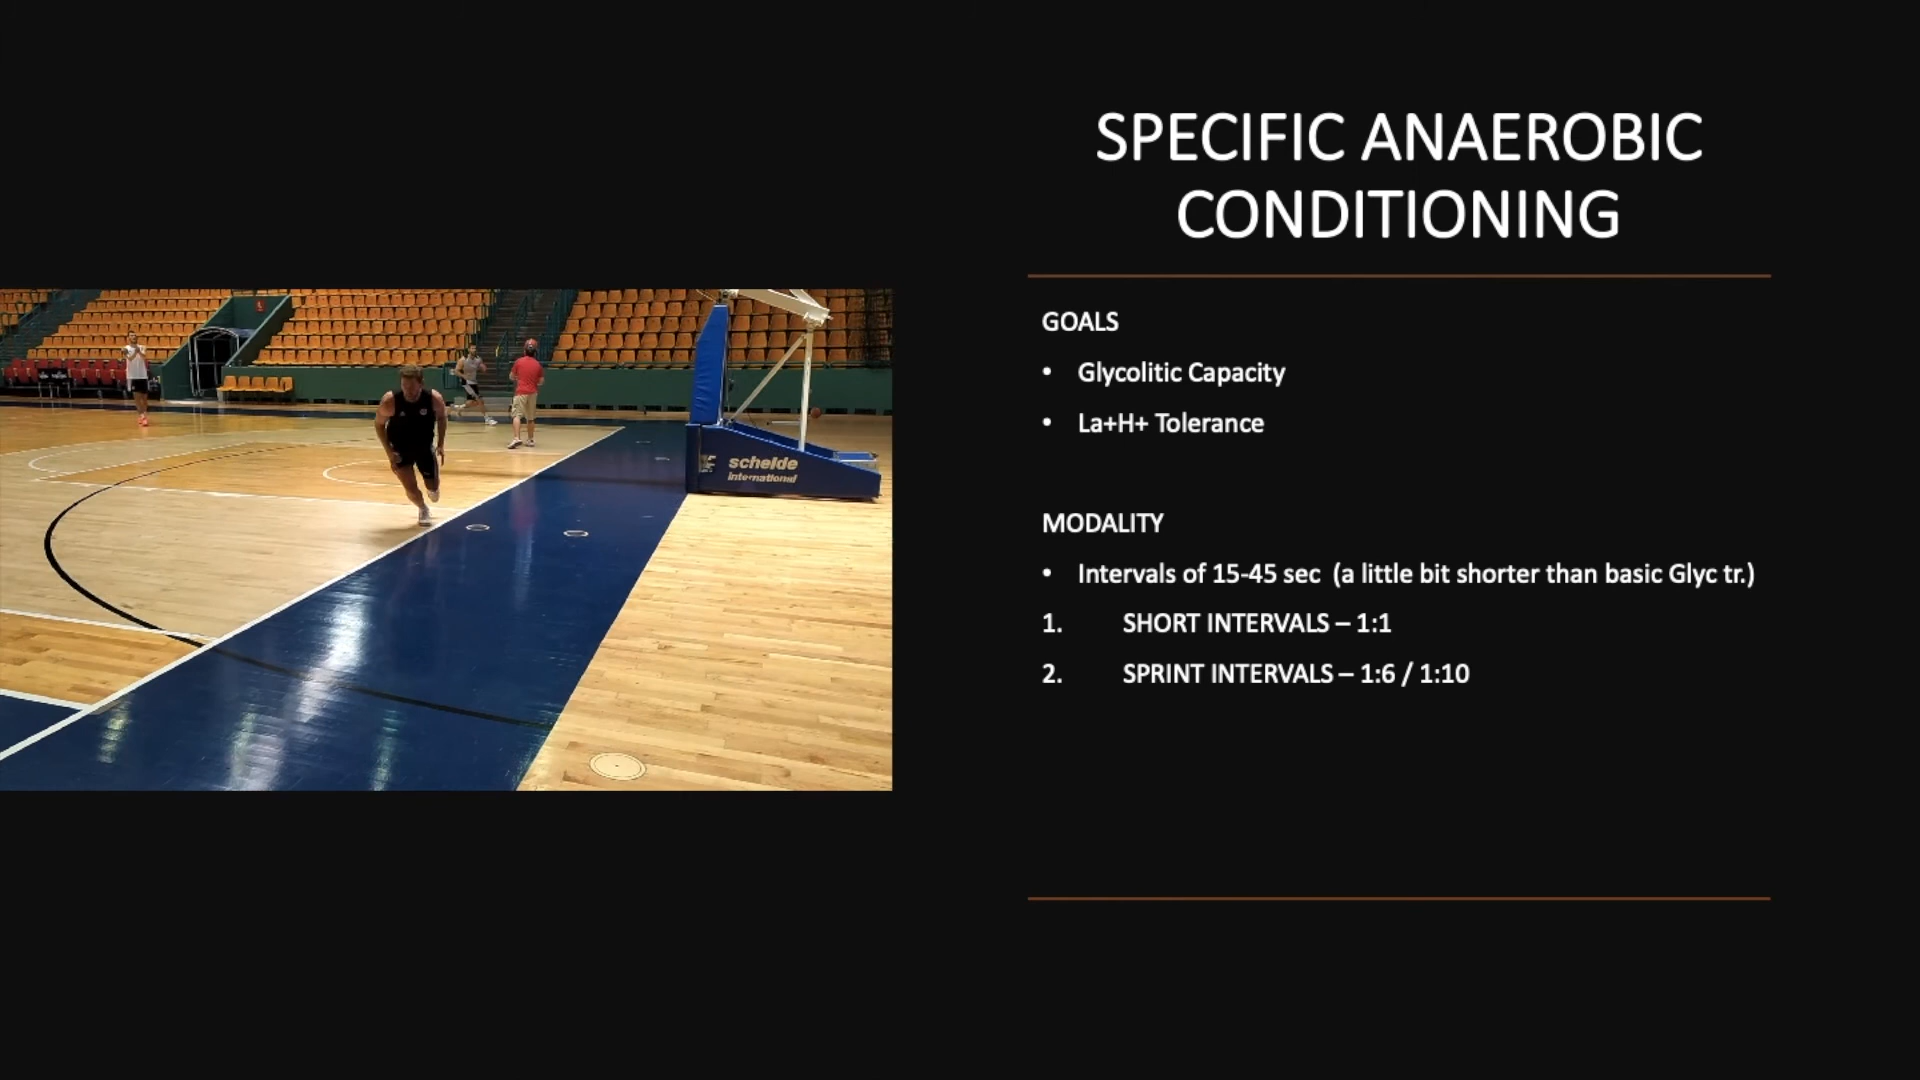 SPECIFIC ANAEROBIC
CONDITIONING
GOALS
• Glycolitic Capacity
• La+H+ Tolerance
MODALITY
• Intervals of 15-45 sec (a little bit shorter than basic Glyc tr.)
1. SHORT INTERVALS – 1:1
2. SPRINT INTERVALS – 1:6 / 1:10
schelde
international